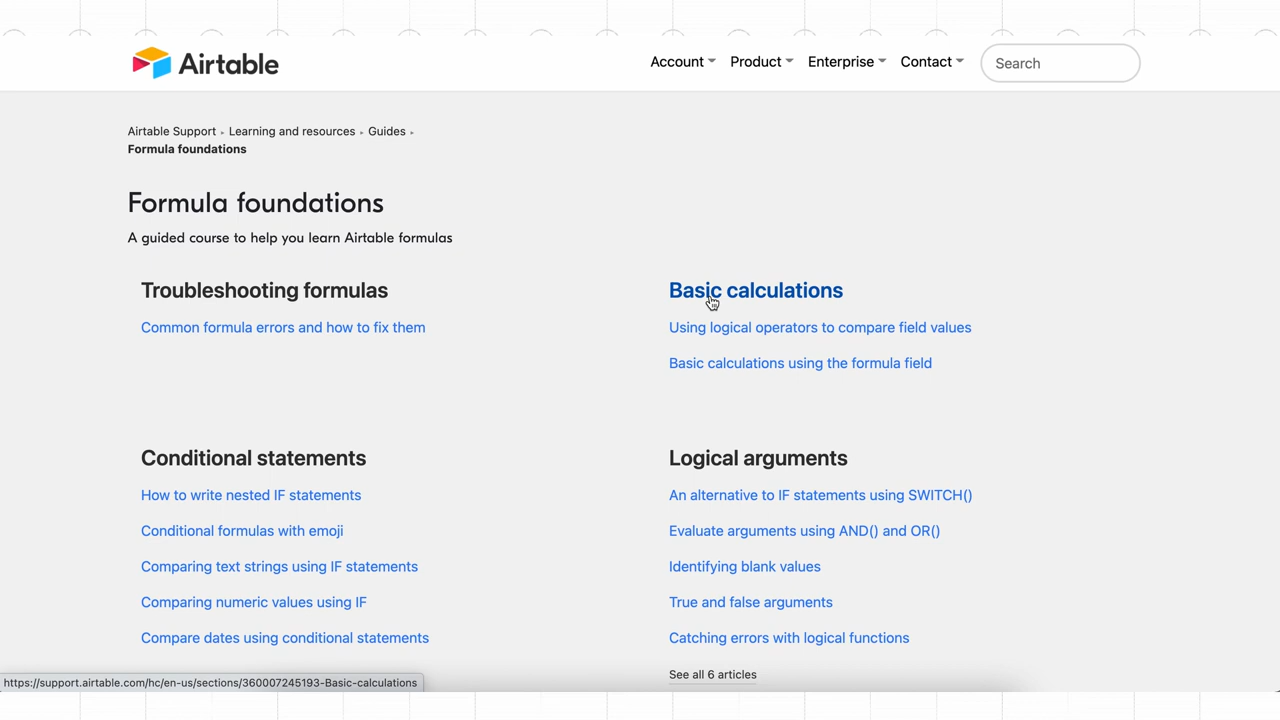 Airtable
Account Product Enterprise Contact Search
Airtable Support Learning and resources Guides
Formula foundations
Formula foundations
A guided course to help you learn Airtable formulas
Troubleshooting formulas
Common formula errors and how to fix them
Basic calculations
Using logical operators to compare field values
Basic calculations using the formula field
Conditional statements
How to write nested IF statements
Conditional formulas with emoji
Comparing text strings using IF statements
Comparing numeric values using IF
Compare dates using conditional statements
Logical arguments
An alternative to IF statements using SWITCH()
Evaluate arguments using AND() and OR()
Identifying blank values
True and false arguments
Catching errors with logical functions
See all 6 articles
https://support.airtable.com/hc/en-us/sections/360007245193-Basic-calculations